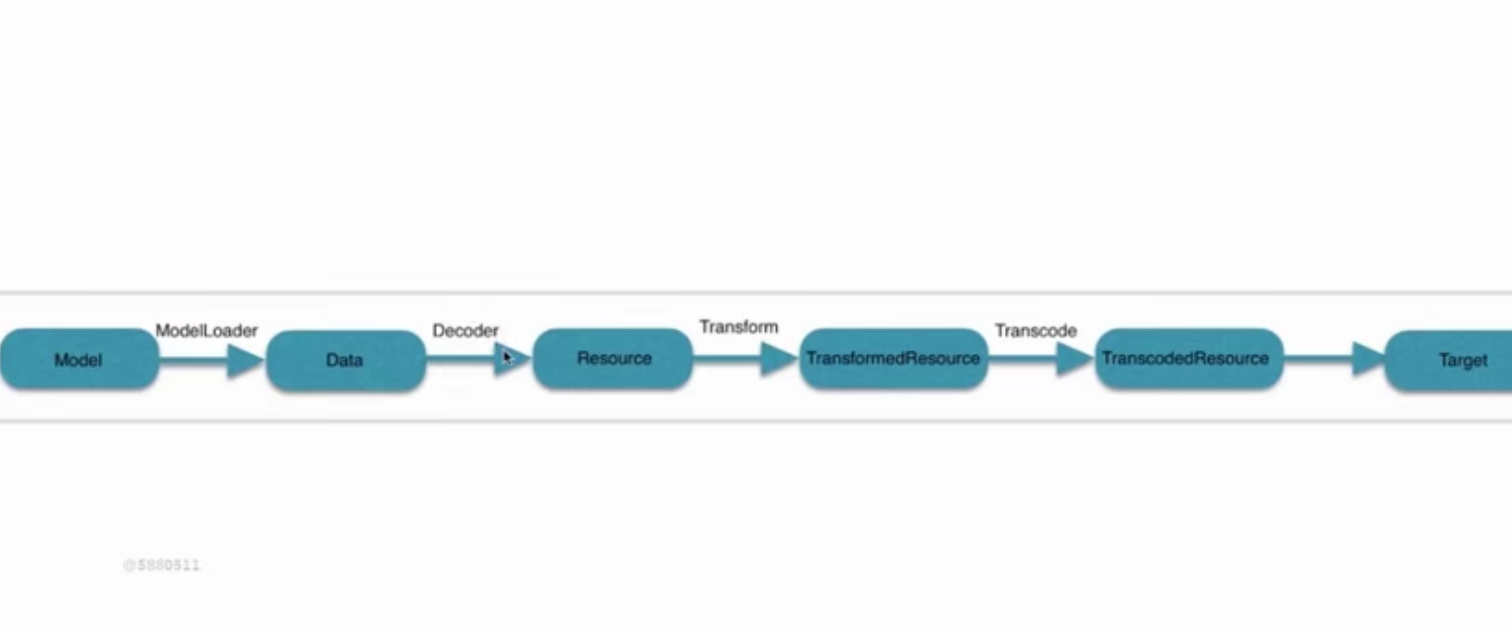 ModelLoader
Decoder
Transform
Transcode
Model
Data
Resource
TransformedResource
TranscodedResource
Target
@5880511